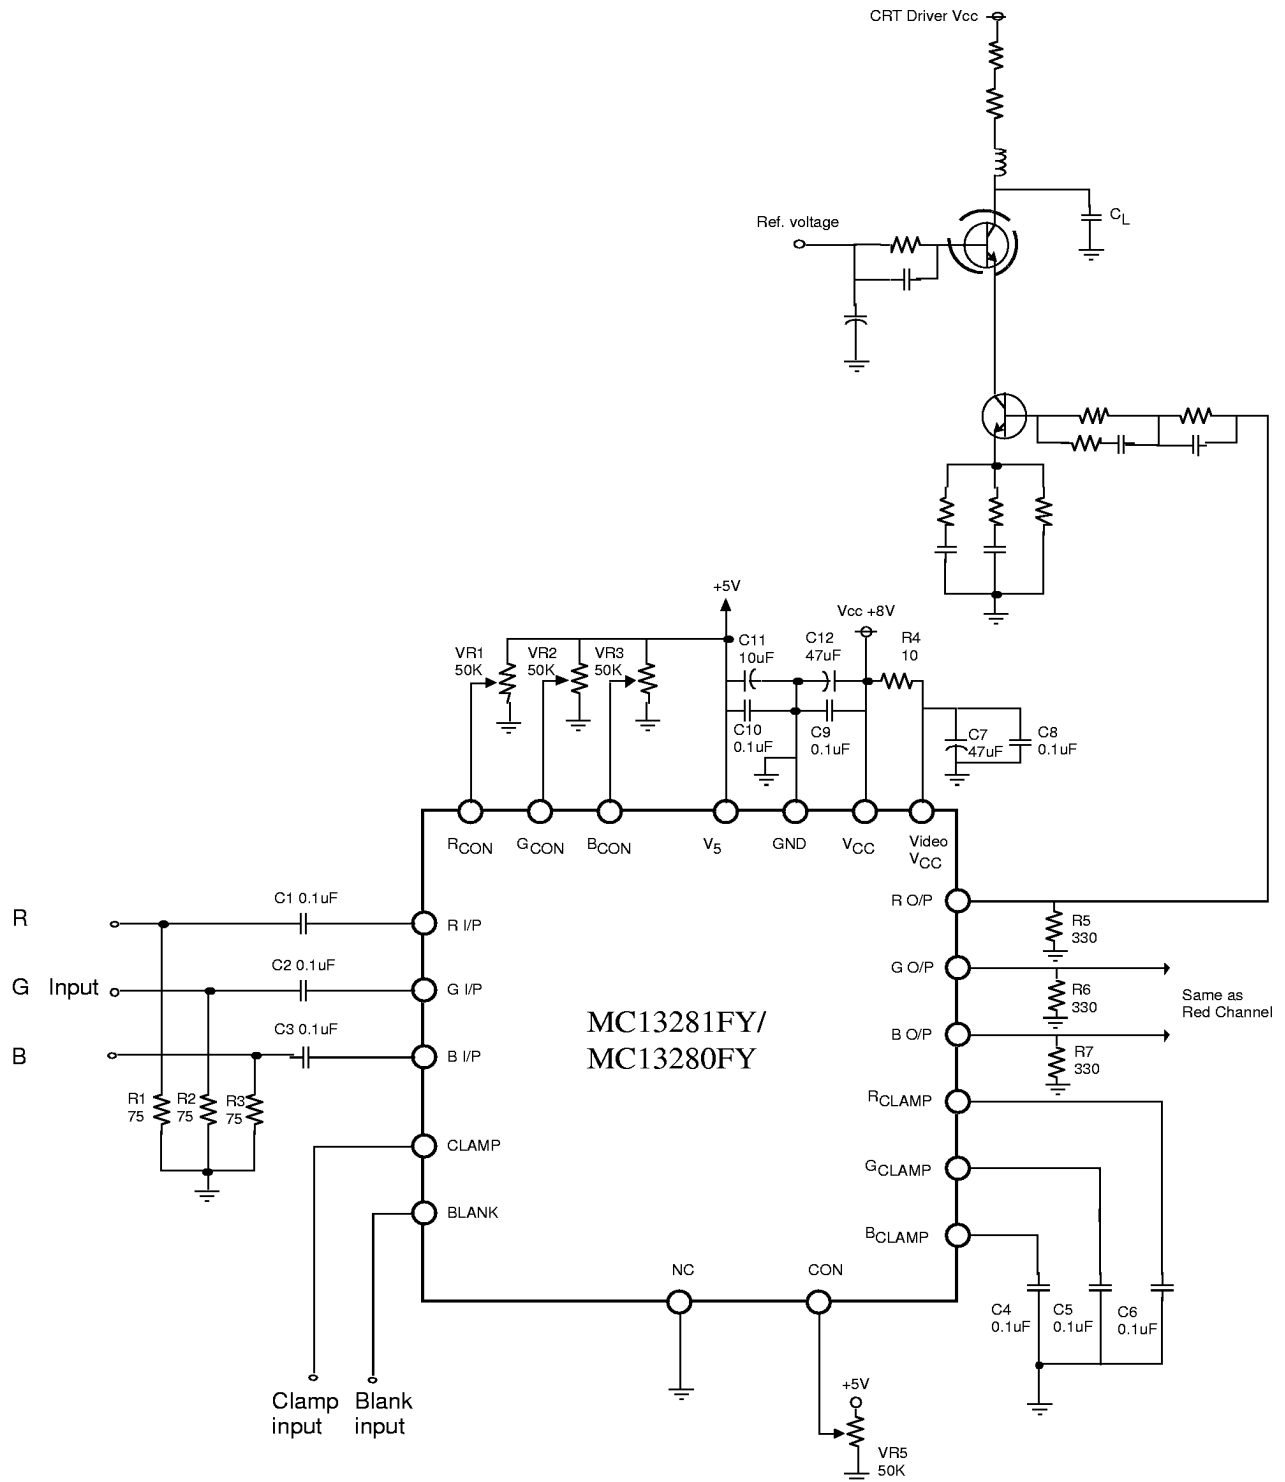 CRT Driver Vcc
Ref. voltage
CL
+5V
Vcc +8V
VR1
50K
VR2
50K
VR3
50K
C11
10uF
C12
47uF
R4
10
C10
0.1uF
C9
0.1uF
C7
47uF
C8
0.1uF
RCON
GCON
BCON
V5
GND
VCC
Video
VCC
R
C1 0.1uF
R I/P
R O/P
R5
330
G Input
C2 0.1uF
G I/P
G O/P
R6
330
Same as
Red Channel
B
C3 0.1uF
B I/P
B O/P
R7
330
MC13281FY/
MC13280FY
R1
75
R2
75
R3
75
RCLAMP
CLAMP
GCLAMP
BLANK
BCLAMP
NC
CON
C4
0.1uF
C5
0.1uF
C6
0.1uF
Clamp
input
Blank
input
+5V
VR5
50K